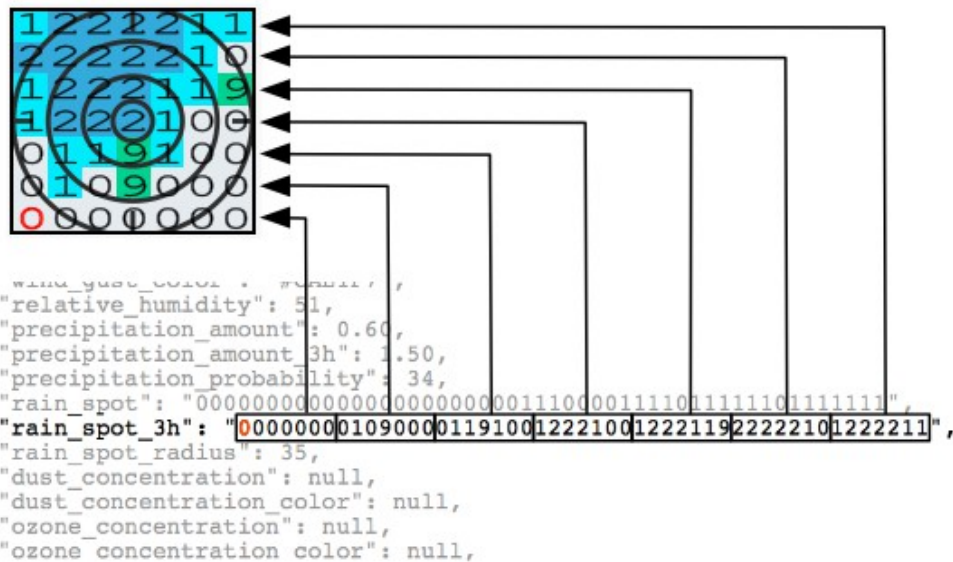 1222211
2222210
1222119
1222100
0119100
0109000
0000000
"relative_humidity": 51,
"precipitation_amount": 0.60,
"precipitation_amount_3h": 1.50,
"precipitation_probability": 34,
"rain_spot": "0000000000000000000000011100001111011111101111111",
"rain_spot_3h": "0000000010900001191001222100122211922222101222211",
"rain_spot_radius": 35,
"dust_concentration": null,
"dust_concentration_color": null,
"ozone_concentration": null,
"ozone_concentration_color": null,